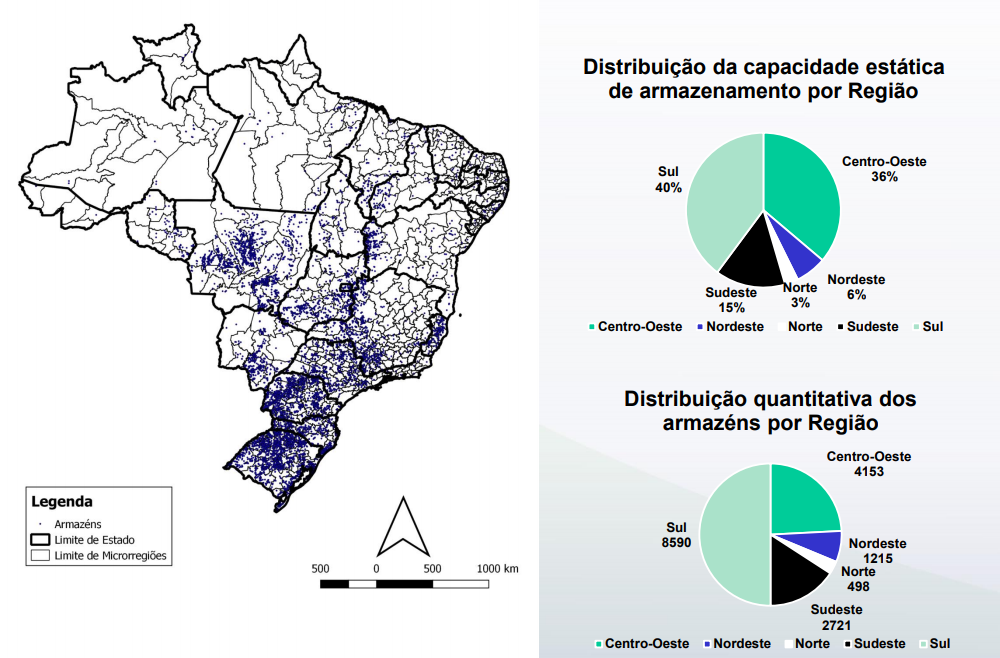 Legenda
Armazéns
Limite de Estado
Limite de Microrregiões
500 0 500 1000 km
Distribuição da capacidade estática
de armazenamento por Região
Centro-Oeste
36%
Nordeste
6%
Norte
3%
Sudeste
15%
Sul
40%
Centro-Oeste Nordeste Norte Sudeste Sul
Distribuição quantitativa dos
armazéns por Região
Centro-Oeste
4153
Nordeste
1215
Norte
498
Sudeste
2721
Sul
8590
Centro-Oeste Nordeste Norte Sudeste Sul